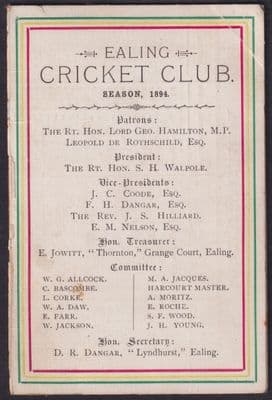 EALING
CRICKET CLUB.
SEASON, 1894.
Patrons:
THE RT. HON. LORD GEO. HAMILTON, M.P.
LEOPOLD DE ROTHSCHILD, ESQ.
President:
THE RT. HON. S. H. WALPOLE.
Vice-Presidents:
J. C. COODE, ESQ.
F. H. DANGAR, ESQ.
THE REV. J. S. HILLIARD.
E. M. NELSON, ESQ.
Hon. Treasurer:
E. JOWITT, "Thornton," Grange Court, Ealing.
Committee:
W. G. ALLCOCK.
C. BASCOMBE.
L. CORKE.
W. A. DAW.
E. FARR.
W. JACKSON.
M. A. JACQUES.
HARCOURT MASTER.
A. MORITZ.
E. ROCHE.
S. F. WOOD.
J. H. YOUNG.
Hon. Secretary:
D. R. DANGAR, "Lyndhurst," Ealing.